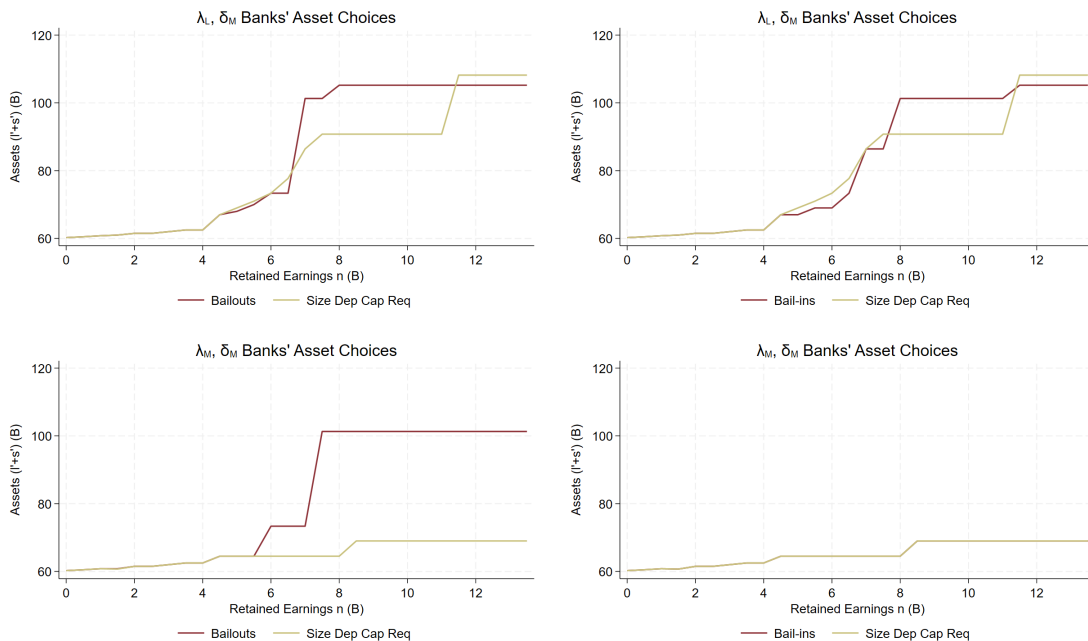 λL, δM Banks' Asset Choices
Assets (l'+s') (B)
120
100
80
60
0 2 4 6 8 10 12
Retained Earnings n (B)
Bailouts Size Dep Cap Req
λL, δM Banks' Asset Choices
Assets (l'+s') (B)
120
100
80
60
0 2 4 6 8 10 12
Retained Earnings n (B)
Bail-ins Size Dep Cap Req
λM, δM Banks' Asset Choices
Assets (l'+s') (B)
120
100
80
60
0 2 4 6 8 10 12
Retained Earnings n (B)
Bailouts Size Dep Cap Req
λM, δM Banks' Asset Choices
Assets (l'+s') (B)
120
100
80
60
0 2 4 6 8 10 12
Retained Earnings n (B)
Bail-ins Size Dep Cap Req